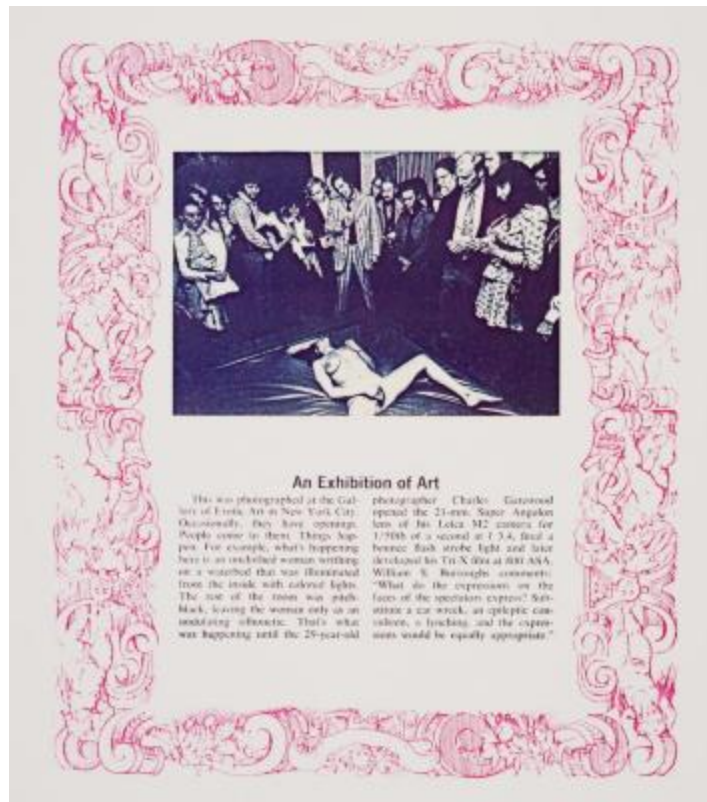 An Exhibition of Art
This was photographed at the Gal-
lery of Erotic Art in New York City.
Occasionally, they have openings.
People come to them. Things hap-
pen. For example, what's happening
here is an unclothed woman writhing
on a waterbed that was illuminated
from the inside with colored lights.
The rest of the room was pitch-
black, leaving the woman only as an
undulating silhouette. That's what
was happening until the 29-year-old
photographer Charles Gatewood
opened the 21-mm. Super Angulon
lens of his Leica M2 camera for
of a second at f 3.4, fired a
bounce flash strobe light and later
developed his Tri-X film at ASA.
William S. Burroughs comments:
"What do the expressions on the
faces of the spectators express? Sub-
stitute a car wreck, an epileptic con-
vulsion, a lynching, and the expres-
sions would be equally appropriate."